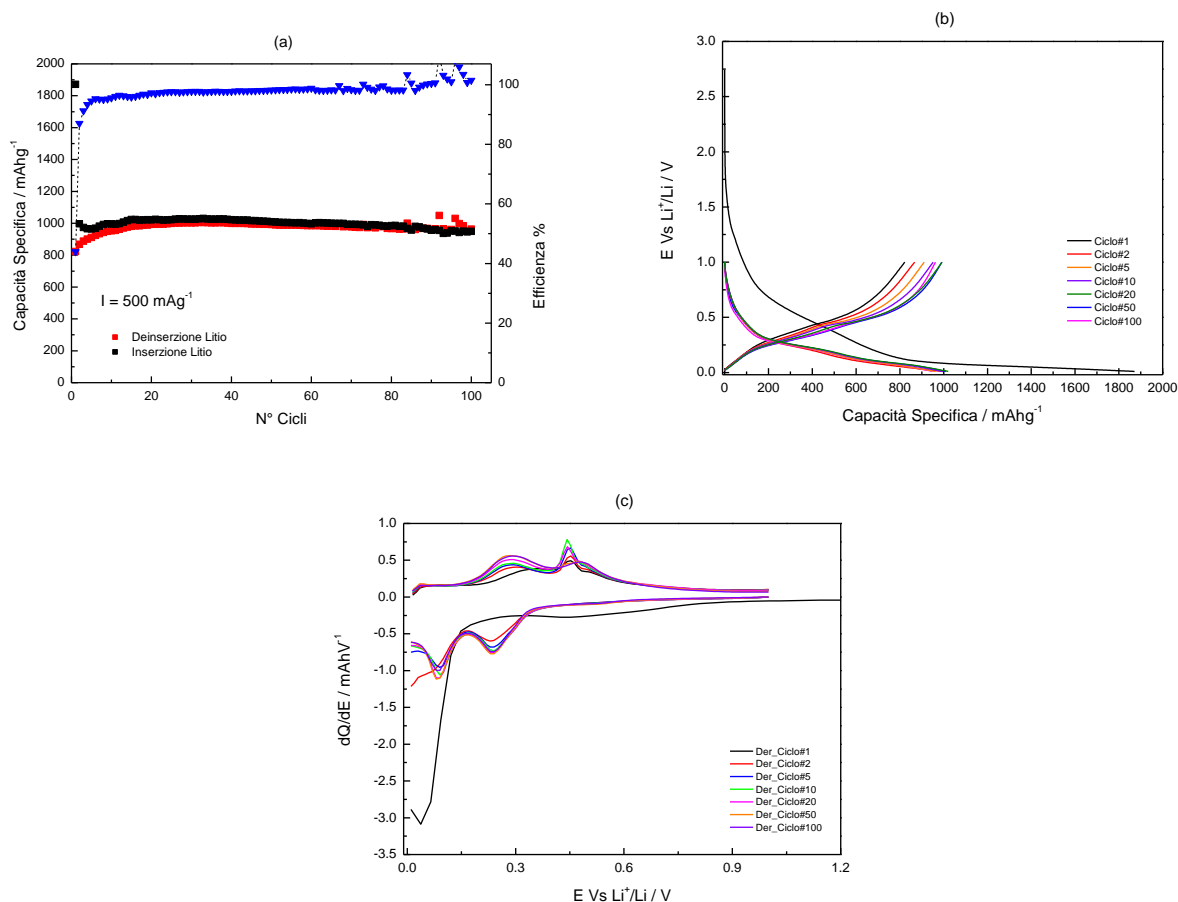 (a)
2000
1800
1600
1400
1200
1000
800
600
400
200
0
Capacità Specifica / mAhg⁻¹
100
80
60
40
20
0
Efficienza %
I = 500 mAg⁻¹
Deinserzione Litio
Inserzione Litio
0 20 40 60 80 100
N° Cicli
(b)
3.0
2.5
2.0
1.5
1.0
0.5
0.0
E Vs Li⁺/Li / V
Ciclo#1
Ciclo#2
Ciclo#5
Ciclo#10
Ciclo#20
Ciclo#50
Ciclo#100
200 400 600 800 1000 1200 1400 1600 1800 2000
Capacità Specifica / mAhg⁻¹
(c)
1.0
0.5
0.0
-0.5
-1.0
-1.5
-2.0
-2.5
-3.0
-3.5
dQ/dE / mAhV⁻¹
Der_Ciclo#1
Der_Ciclo#2
Der_Ciclo#5
Der_Ciclo#10
Der_Ciclo#20
Der_Ciclo#50
Der_Ciclo#100
0.0 0.3 0.6 0.9 1.2
E Vs Li⁺/Li / V